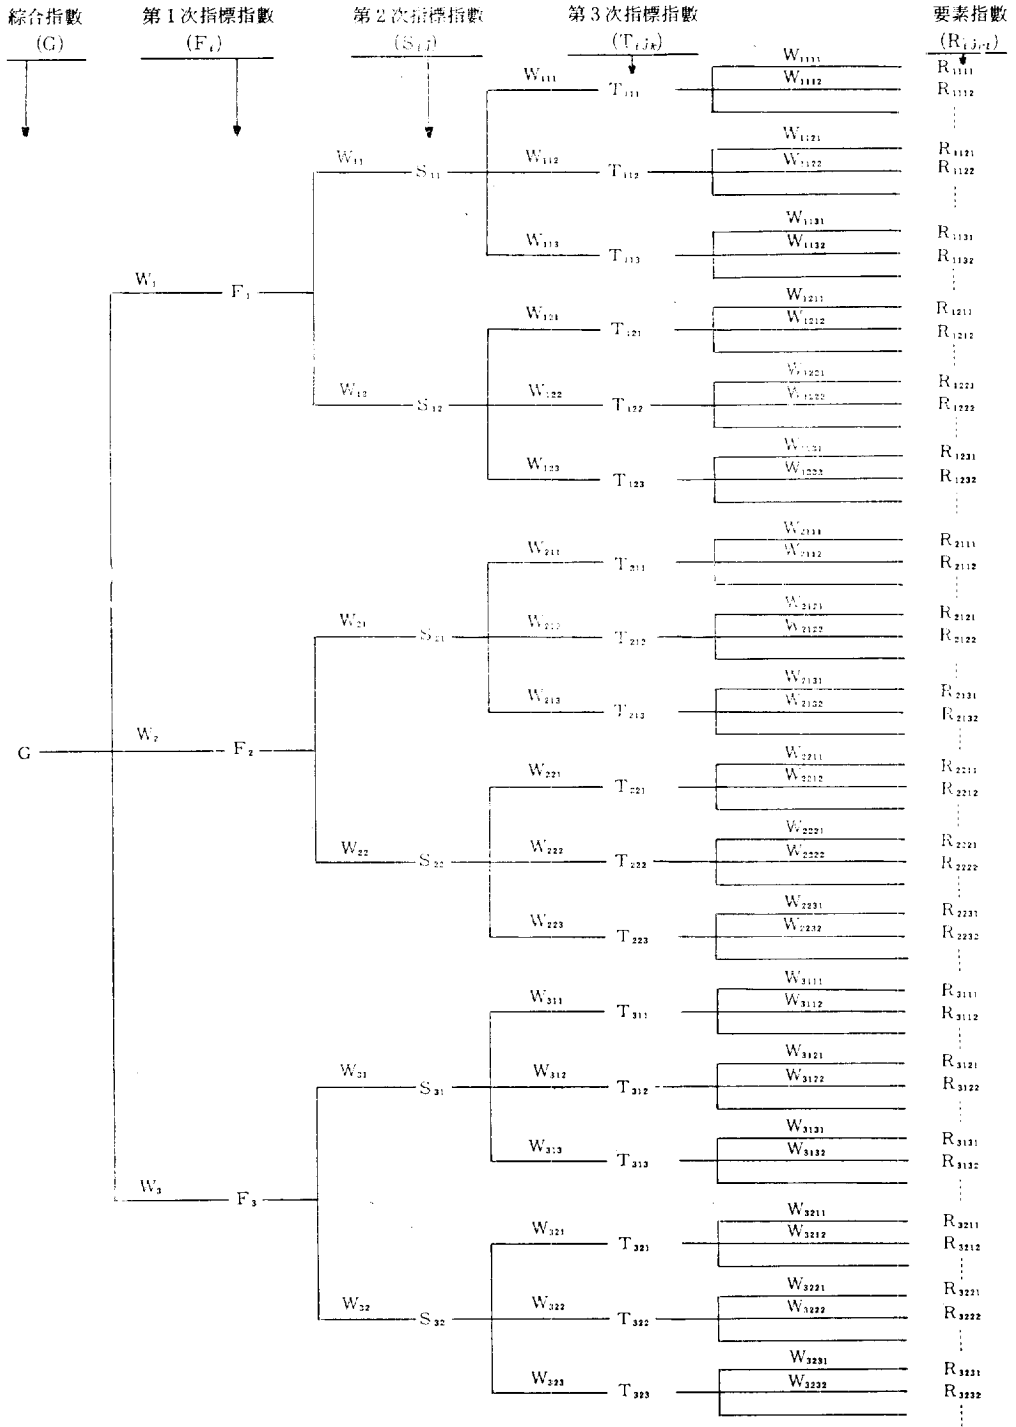 綜合指數 第1次指標指數 第2次指標指數 第3次指標指數 要素指數
(G) (Fi) (Sij) (Tijk)
W1111 R1111
W111 T111 W1112 R1112
W1121 R1121
W11 S11 W112 T112 W1122 R1122
W1131 R1131
W113 T113 W1132 R1132
W1 F1
W1211 R1211
W121 T121 W1212 R1212
W1221 R1221
W12 S12 W122 T122 W1222 R1222
R1231
W123 T123 R1232
W2111 R2111
W211 T211 W2112 R2112
W2121 R2121
W21 S21 W212 T212 W2122 R2122
W2131 R2131
W213 T213 W2132 R2132
G W2 F2
W2211 R2211
W221 T221 W2212 R2212
W2221 R2221
W22 S22 W222 T222 W2222 R2222
W2231 R2231
W223 T223 W2232 R2232
W3111 R3111
W311 T311 W3112 R3112
W3121 R3121
W31 S31 W312 T312 W3122 R3122
W3131 R3131
W313 T313 W3132 R3132
W3 F3
W3211 R3211
W321 T321 W3212 R3212
W3221 R3221
W32 S32 W322 T322 W3222 R3222
W3231 R3231
W323 T323 W3232 R3232